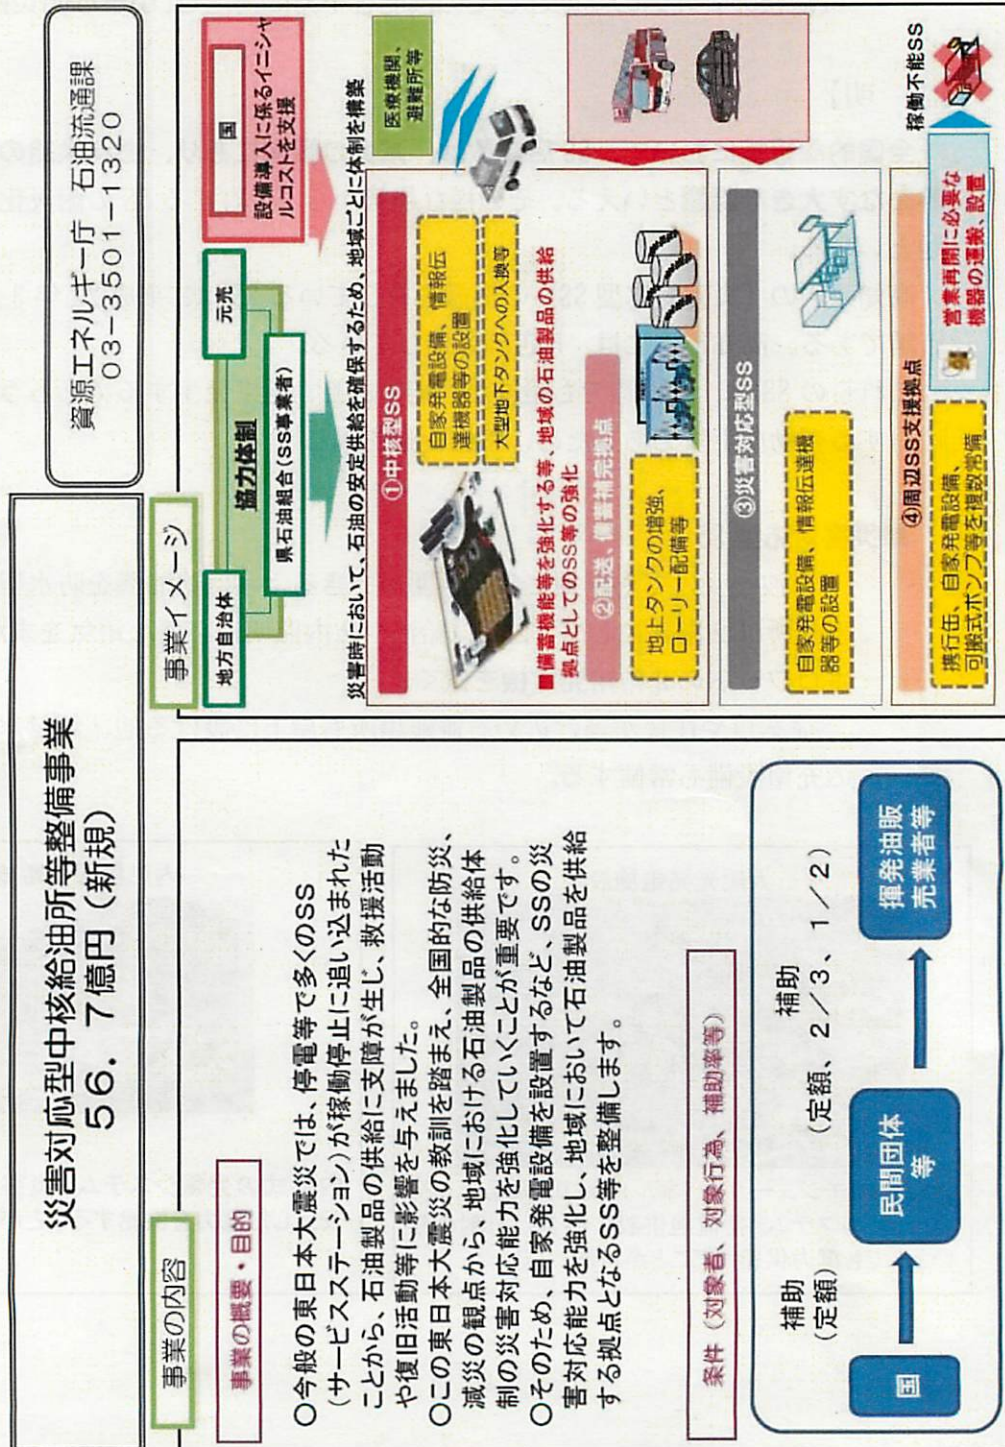 災害対応型中核給油所等整備事業
56.7億円(新規)
資源エネルギー庁 石油流通課
03-3501-1320
事業の内容
事業の概要・目的
○今般の東日本大震災では、停電等で多くのSS
(サービスステーション)が稼働停止に追い込まれた
ことから、石油製品の供給に支障が生じ、救援活動
や復旧活動等に影響を与えました。
○この東日本大震災の教訓を踏まえ、全国的な防災、
減災の観点から、地域における石油製品の供給体
制の災害対応能力を強化していくことが重要です。
○そのため、自家発電設備を設置するなど、SSの災
害対応能力を強化し、地域において石油製品を供給
する拠点となるSS等を整備します。
条件(対象者、対象行為、補助率等)
国
補助
(定額)
民間団体
等
補助
(定額、2/3、1/2)
揮発油販
売業者等
事業イメージ
地方自治体
協力体制
元売
県石油組合(SS事業者)
国
設備導入に係るイニシャ
ルコストを支援
災害時において、石油の安定供給を確保するため、地域ごとに体制を構築
①中核型SS
自家発電設備、情報伝
達機器等の設置
大型地下タンクへの入換等
医療機関、
避難所等
■備蓄機能等を強化する等、地域の石油製品の供給
拠点としてのSS等の強化
②配送、備蓄補完拠点
地上タンクの増強、
ローリー配備等
③災害対応型SS
自家発電設備、情報伝達機
器等の設置
④周辺SS支援拠点
携行缶、自家発電設備、
可搬式ポンプ等を複数常備
営業再開に必要な
機器の運搬、設置
稼働不能SS